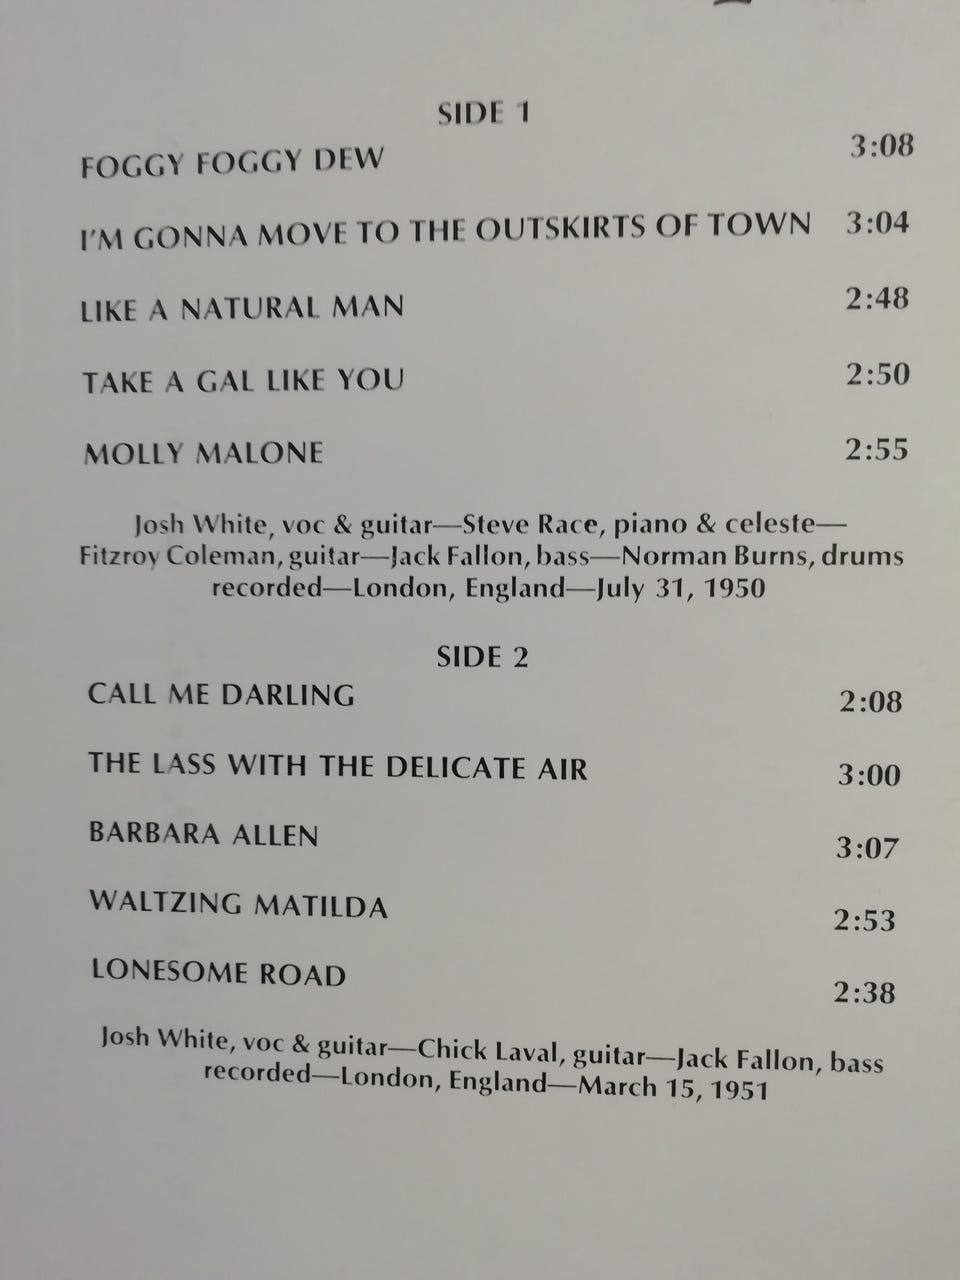 SIDE 1
FOGGY FOGGY DEW 3:08
I'M GONNA MOVE TO THE OUTSKIRTS OF TOWN 3:04
LIKE A NATURAL MAN 2:48
TAKE A GAL LIKE YOU 2:50
MOLLY MALONE 2:55
Josh White, voc & guitar—Steve Race, piano & celeste—
Fitzroy Coleman, guitar—Jack Fallon, bass—Norman Burns, drums
recorded—London, England—July 31, 1950
SIDE 2
CALL ME DARLING 2:08
THE LASS WITH THE DELICATE AIR 3:00
BARBARA ALLEN 3:07
WALTZING MATILDA 2:53
LONESOME ROAD 2:38
Josh White, voc & guitar—Chick Laval, guitar—Jack Fallon, bass
recorded—London, England—March 15, 1951